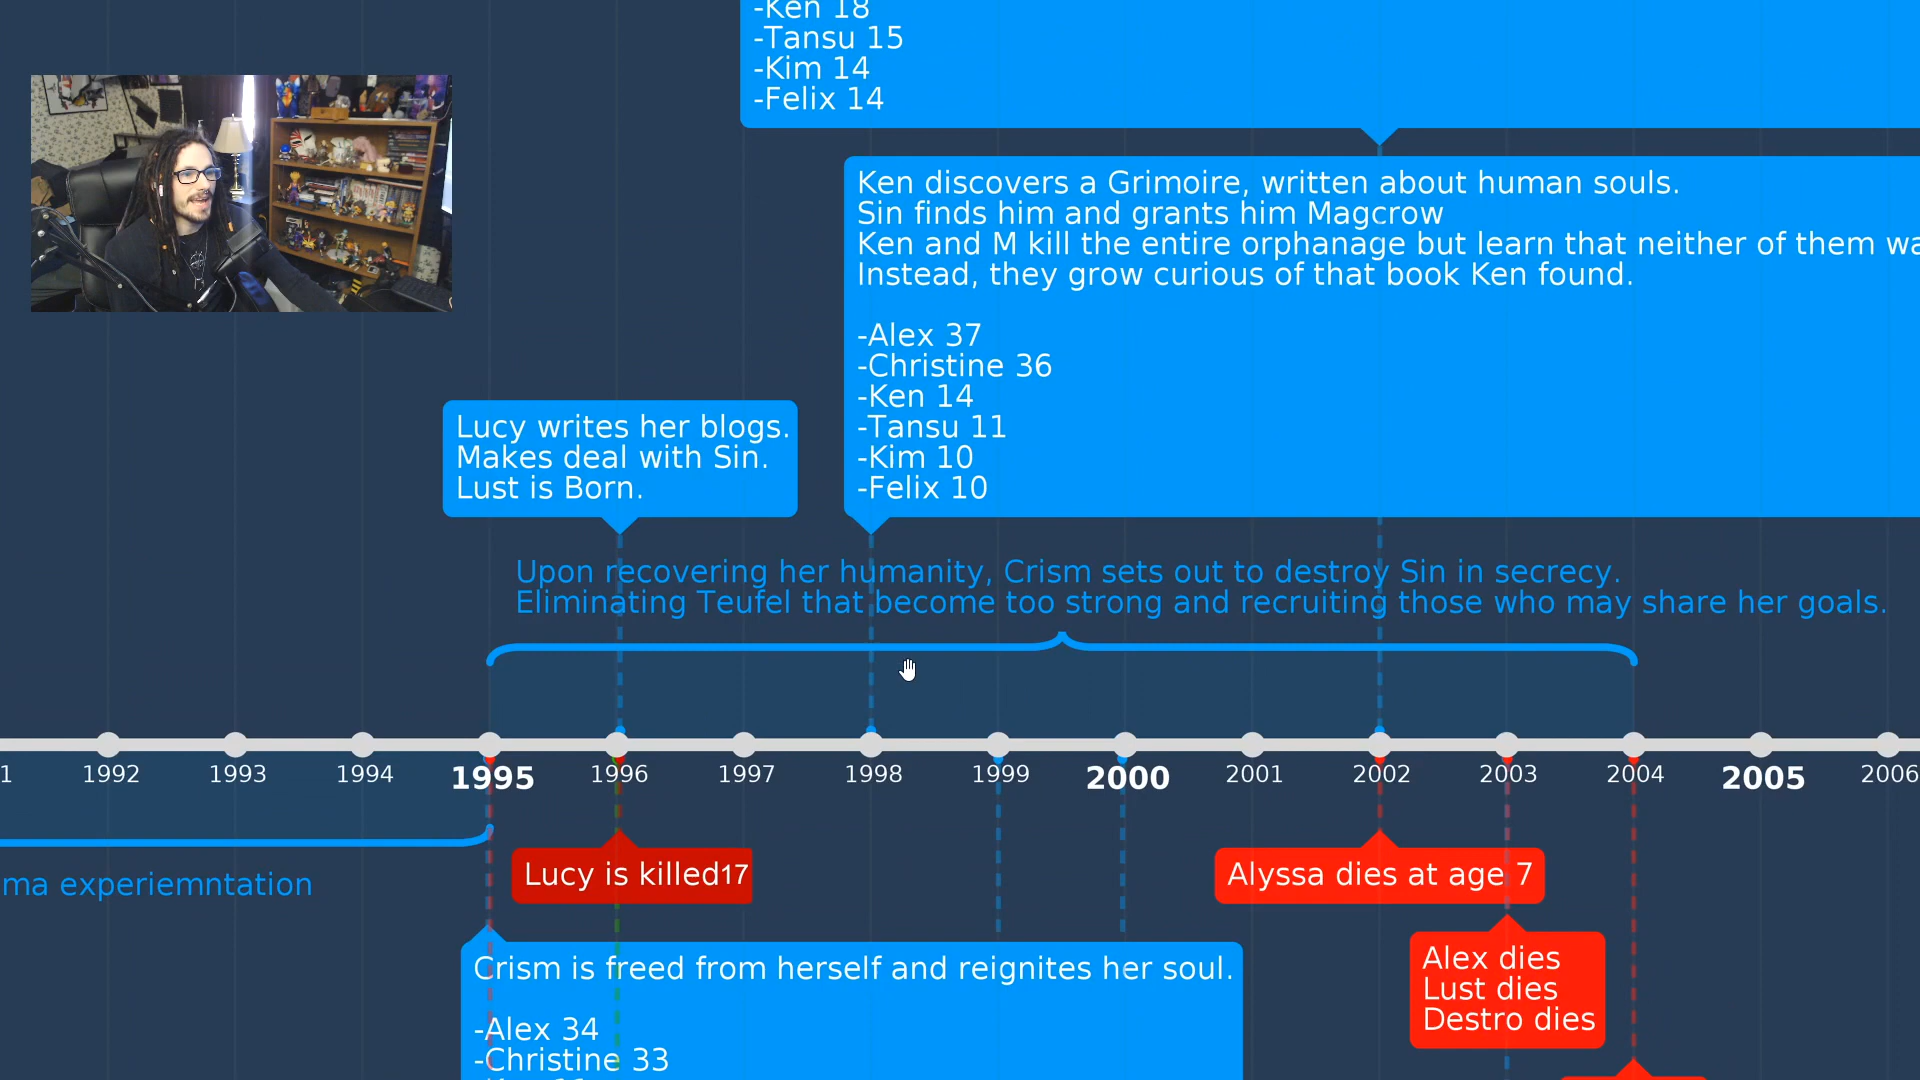 -Ken 18
-Tansu 15
-Kim 14
-Felix 14
Ken discovers a Grimoire, written about human souls.
Sin finds him and grants him Magcrow
Ken and M kill the entire orphanage but learn that neither of them wa
Instead, they grow curious of that book Ken found.
-Alex 37
-Christine 36
-Ken 14
-Tansu 11
-Kim 10
-Felix 10
Lucy writes her blogs.
Makes deal with Sin.
Lust is Born.
Upon recovering her humanity, Crism sets out to destroy Sin in secrecy.
Eliminating Teufel that become too strong and recruiting those who may share her goals.
1 1992 1993 1994 1995 1996 1997 1998 1999 2000 2001 2002 2003 2004 2005 2006
ma experiemntation
Lucy is killed17
Alyssa dies at age 7
Alex dies
Lust dies
Destro dies
Crism is freed from herself and reignites her soul.
-Alex 34
-Christine 33